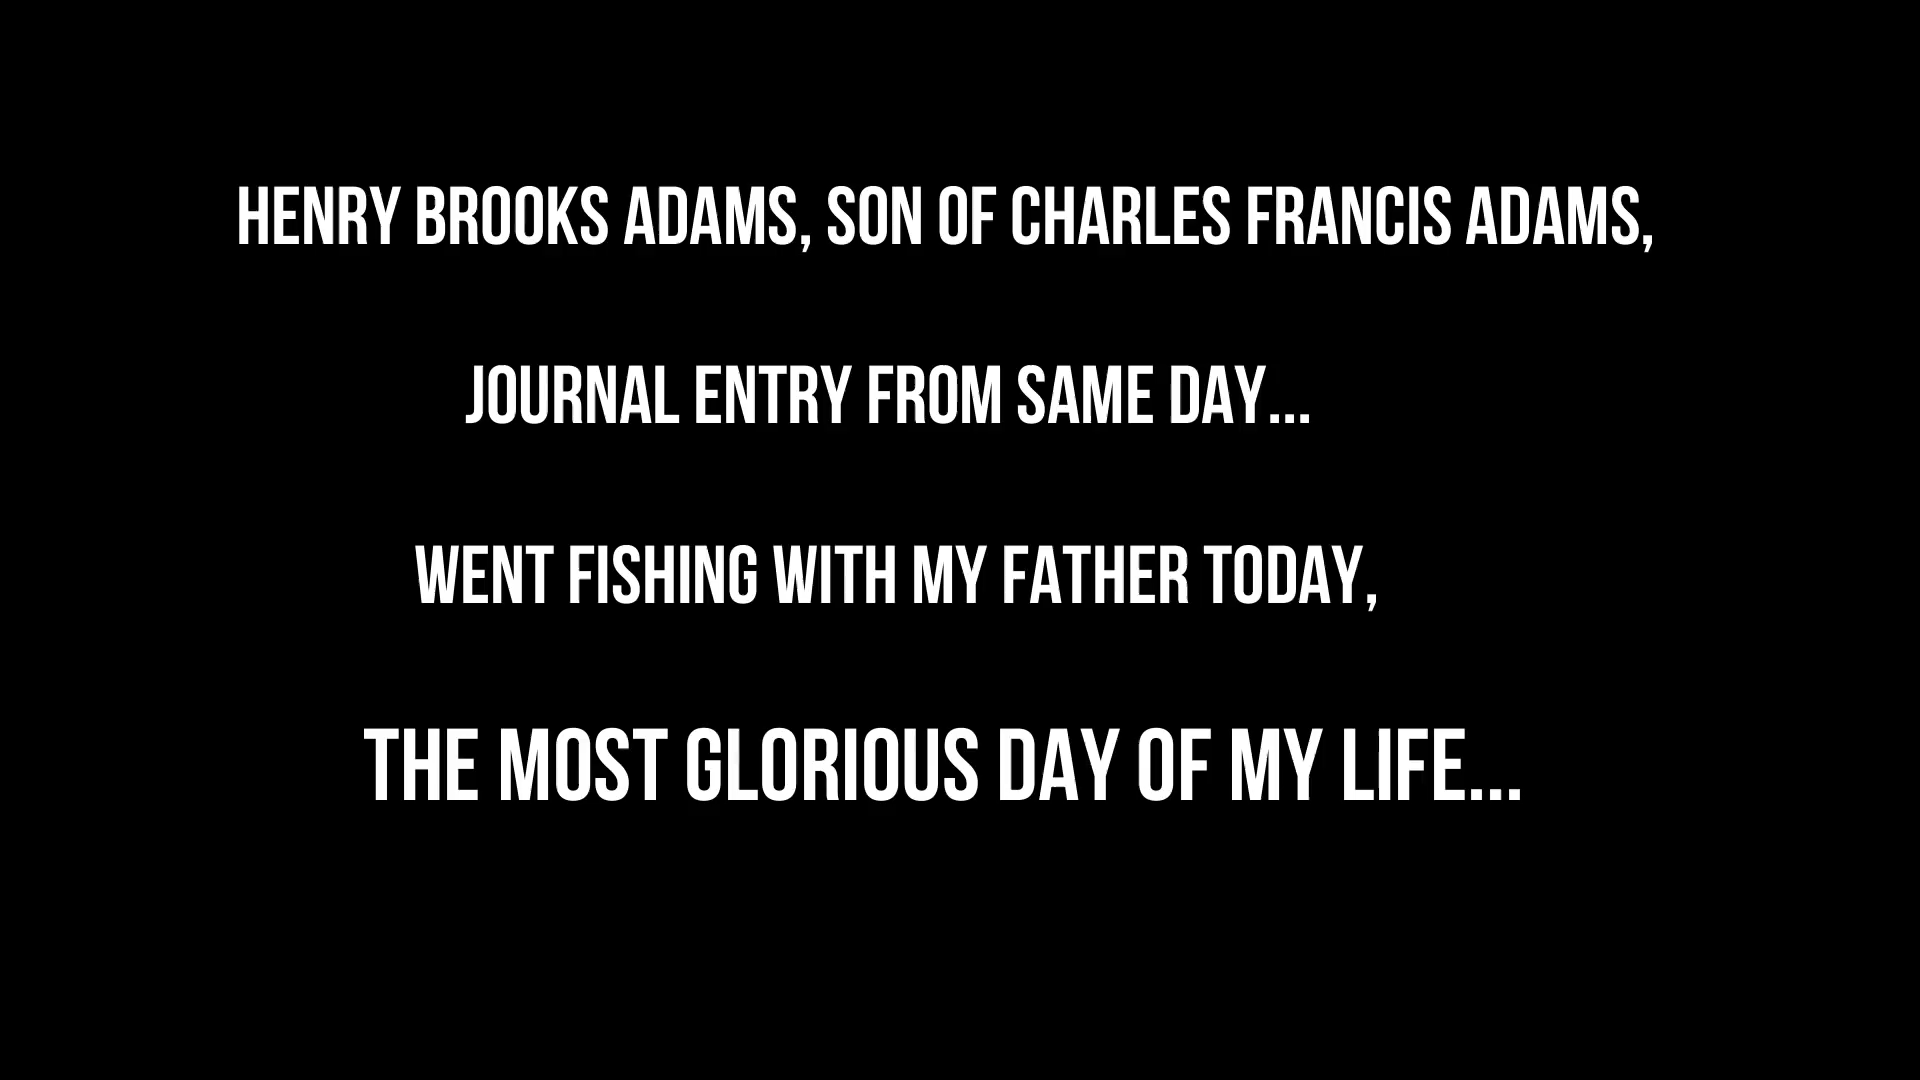 HENRY BROOKS ADAMS, SON OF CHARLES FRANCIS ADAMS,
JOURNAL ENTRY FROM SAME DAY...
WENT FISHING WITH MY FATHER TODAY,
THE MOST GLORIOUS DAY OF MY LIFE...